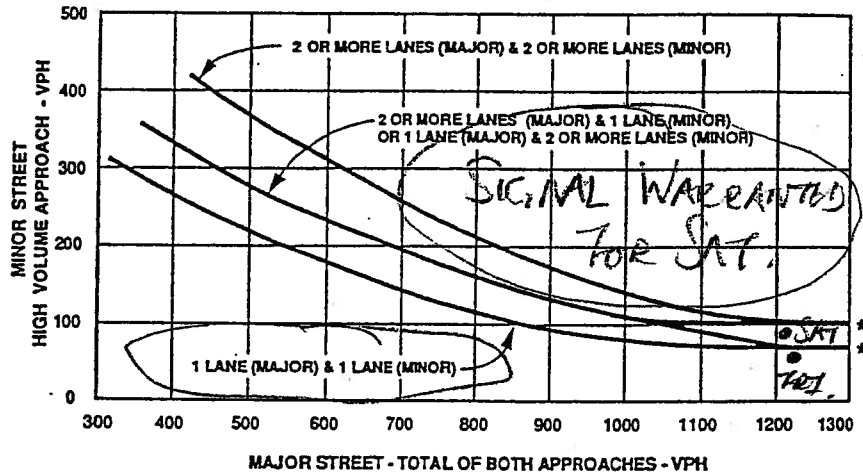 500
400
300
200
100
0
MINOR STREET
HIGH VOLUME APPROACH - VPH
2 OR MORE LANES (MAJOR) & 2 OR MORE LANES (MINOR)
2 OR MORE LANES (MAJOR) & 1 LANE (MINOR)
OR 1 LANE (MAJOR) & 2 OR MORE LANES (MINOR)
SIGNAL WARRANTED
FOR SAT.
1 LANE (MAJOR) & 1 LANE (MINOR)
*
SAT
*
FRI.
300 400 500 600 700 800 900 1000 1100 1200 1300
MAJOR STREET - TOTAL OF BOTH APPROACHES - VPH